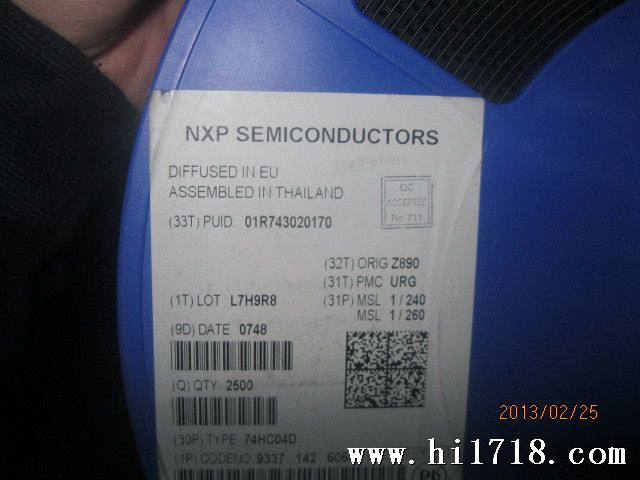 NXP SEMICONDUCTORS
DIFFUSED IN EU
ASSEMBLED IN THAILAND
QC
ACCEPTED
No.711
(33T) PUID: 01R743020170
(32T) ORIG Z890
(31T) PMC URG
(1T) LOT L7H9R8
(31P) MSL 1/240
MSL 1/260
(9D) DATE 0748
(Q) QTY 2500
(30P) TYPE 74HC04D
(1P) CODENO: 9337 142 606
Pb
2013/02/25
www.hi1718.com